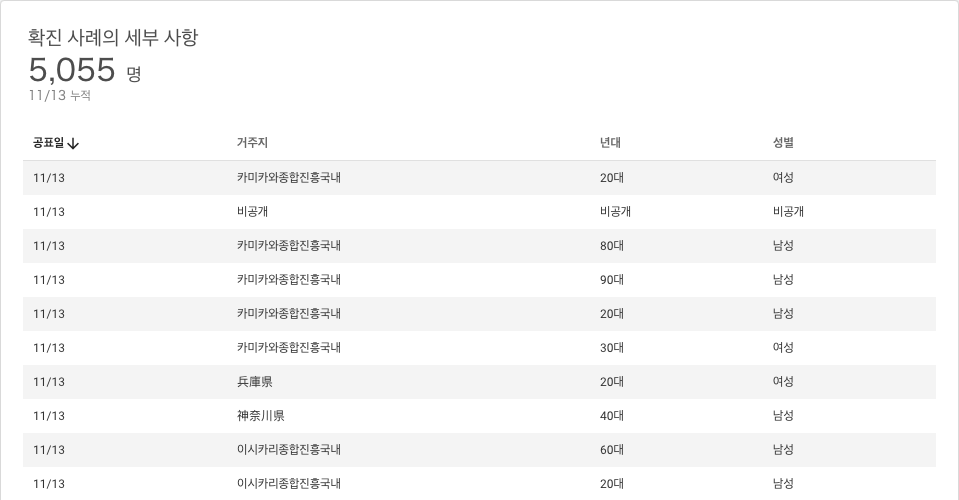 확진 사례의 세부 사항
5,055 명
11/13 누적
공표일 거주지 년대 성별
11/13 카미카와종합진흥국내 20대 여성
11/13 비공개 비공개 비공개
11/13 카미카와종합진흥국내 80대 남성
11/13 카미카와종합진흥국내 90대 남성
11/13 카미카와종합진흥국내 20대 남성
11/13 카미카와종합진흥국내 30대 여성
11/13 兵庫県 20대 여성
11/13 神奈川県 40대 남성
11/13 이시카리종합진흥국내 60대 남성
11/13 이시카리종합진흥국내 20대 남성